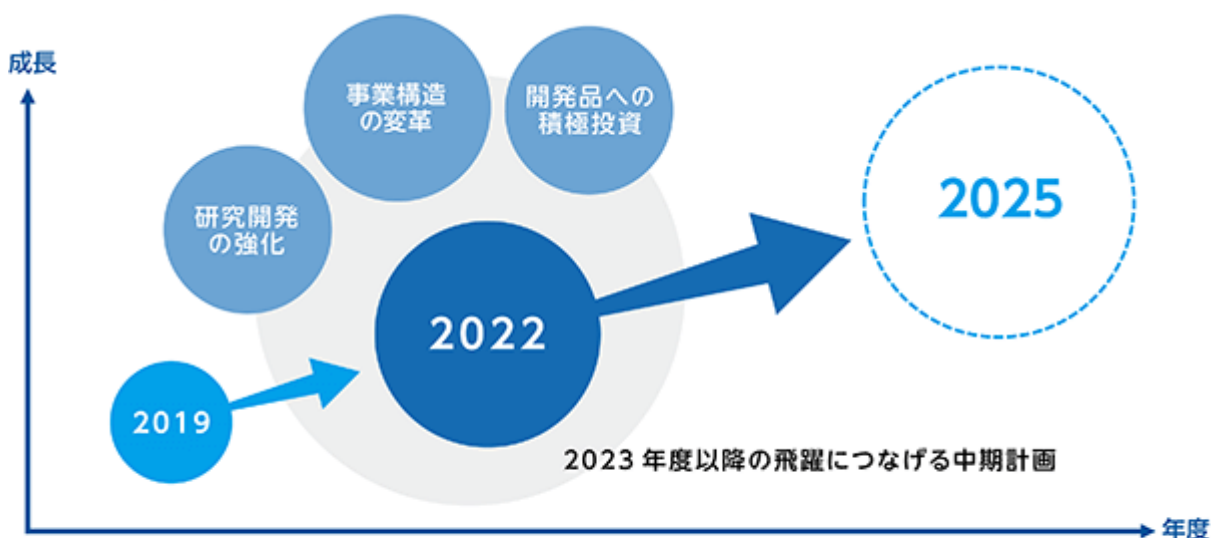 成長
事業構造
の変革
開発品への
積極投資
研究開発
の強化
2025
2022
2019
2023 年度以降の飛躍につなげる中期計画
年度